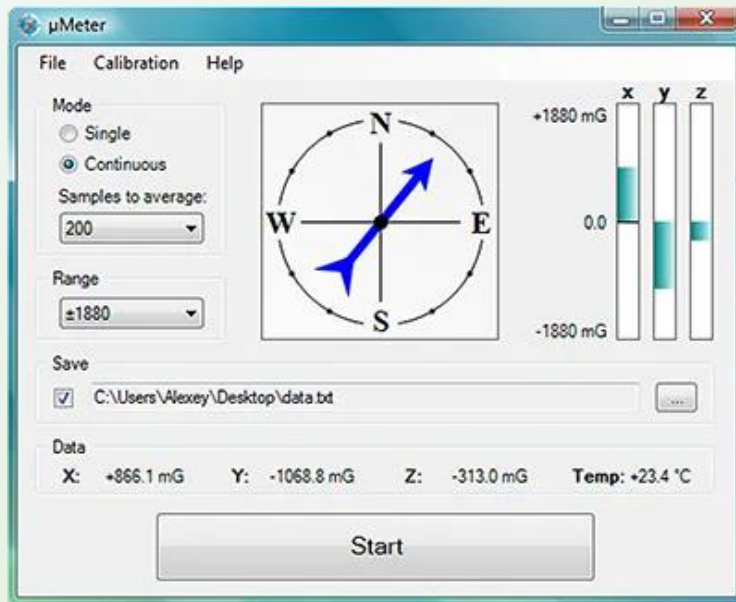 µMeter
File Calibration Help
Mode
Single
Continuous
Samples to average:
200
Range
±1880
N
W E
S
x y z
+1880 mG
0.0
-1880 mG
Save
C:\Users\Alexey\Desktop\data.txt
...
Data
X: +866.1 mG Y: -1068.8 mG Z: -313.0 mG Temp: +23.4 °C
Start